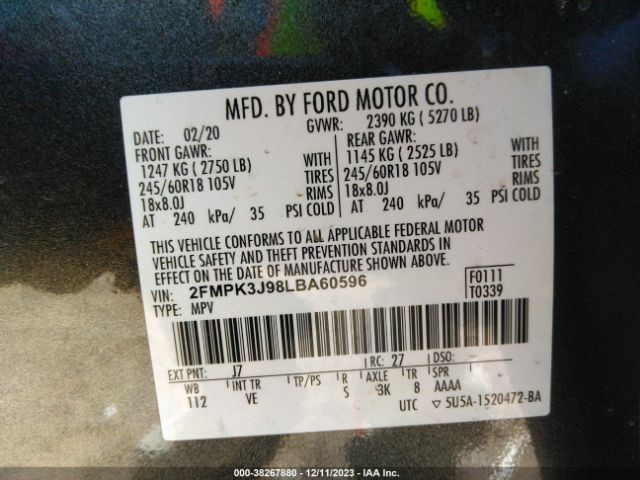 MFD. BY FORD MOTOR CO.
DATE: 02/20 GVWR: 2390 KG ( 5270 LB)
FRONT GAWR: REAR GAWR:
1247 KG ( 2750 LB) WITH 1145 KG ( 2525 LB) WITH
245/60R18 105V TIRES 245/60R18 105V TIRES
18x8.0J RIMS 18x8.0J RIMS
AT 240 kPa/ 35 PSI COLD AT 240 kPa/ 35 PSI COLD
THIS VEHICLE CONFORMS TO ALL APPLICABLE FEDERAL MOTOR
VEHICLE SAFETY AND THEFT PREVENTION STANDARDS IN
EFFECT ON THE DATE OF MANUFACTURE SHOWN ABOVE.
VIN: 2FMPK3J98LBA60596 F0111
TYPE: MPV T0339
EXT PNT: J7 RC: 27 DSO:
WB INT TR TP/PS R AXLE TR SPR
112 VE S 3K 8 AAAA
UTC ▽ 5U5A-1520472-BA
000-38267880 - 12/11/2023 - IAA Inc.